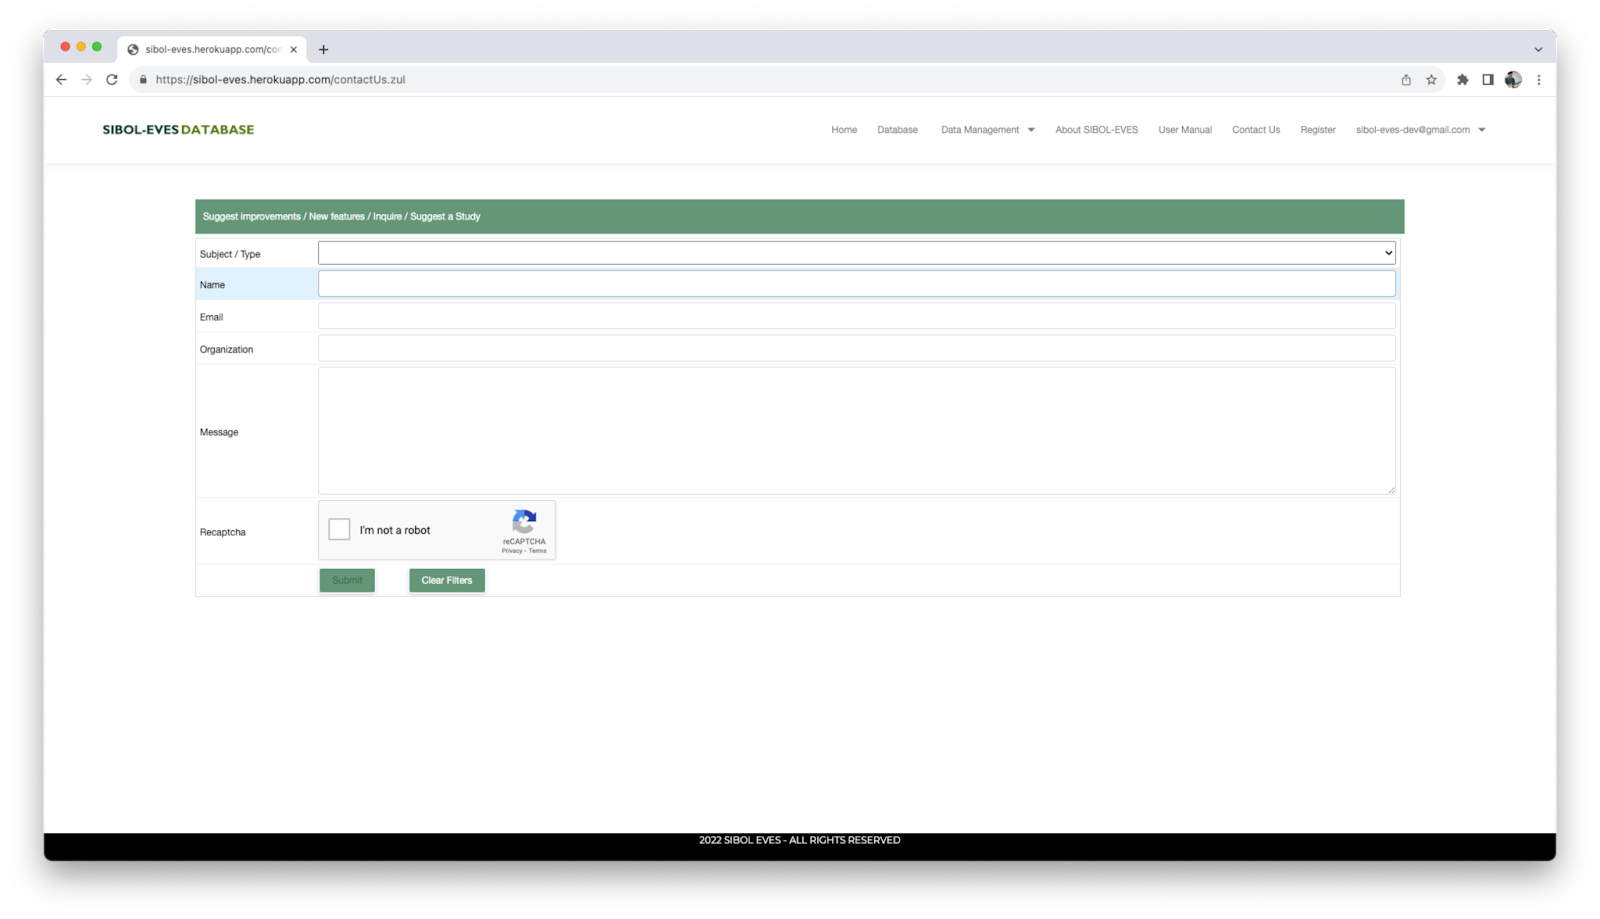 sibol-eves.herokuapp.com/con
https://sibol-eves.herokuapp.com/contactUs.zul
SIBOL-EVES DATABASE
Home Database Data Management About SIBOL-EVES User Manual Contact Us Register sibol-eves-dev@gmail.com
Suggest improvements / New features / Inquire / Suggest a Study
Subject / Type
Name
Email
Organization
Message
Recaptcha
I'm not a robot
reCAPTCHA
Privacy - Terms
Submit Clear Filters
2022 SIBOL EVES - ALL RIGHTS RESERVED